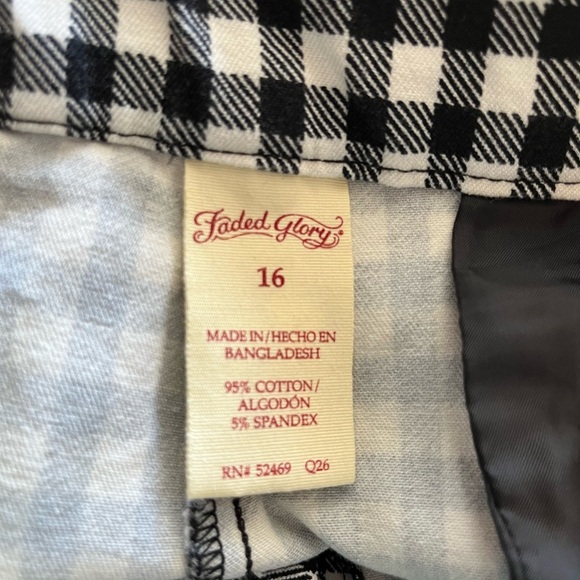 Faded Glory®
16
MADE IN/HECHO EN
BANGLADESH
95% COTTON/
ALGODÓN
5% SPANDEX
RN# 52469 Q26